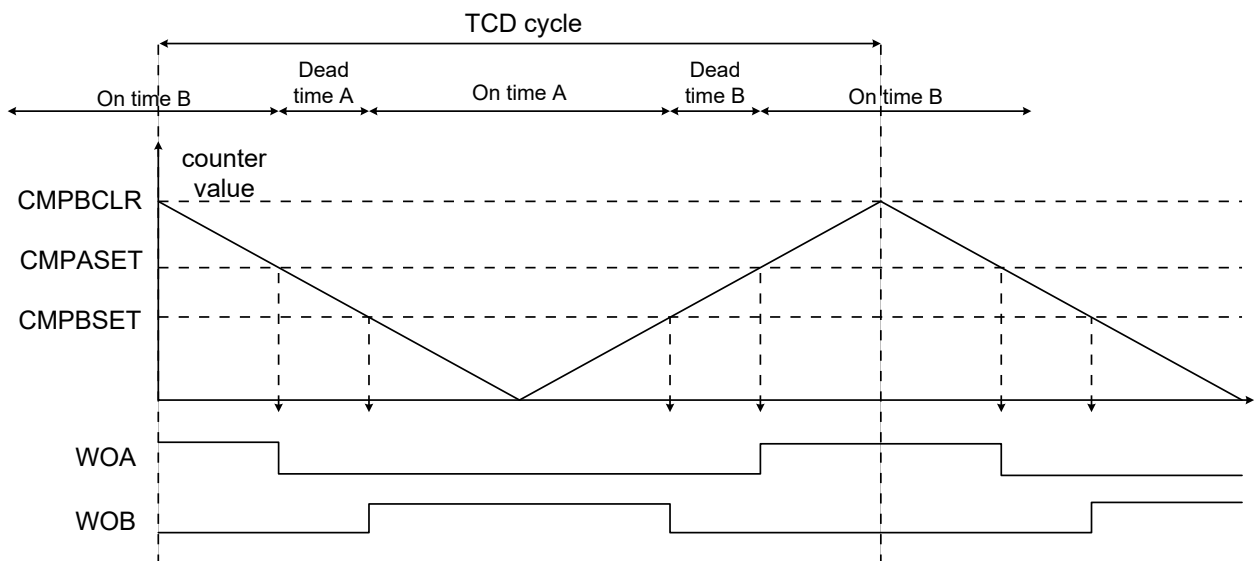 TCD cycle
On time B
Dead
time A
On time A
Dead
time B
On time B
counter
value
CMPBCLR
CMPASET
CMPBSET
WOA
WOB